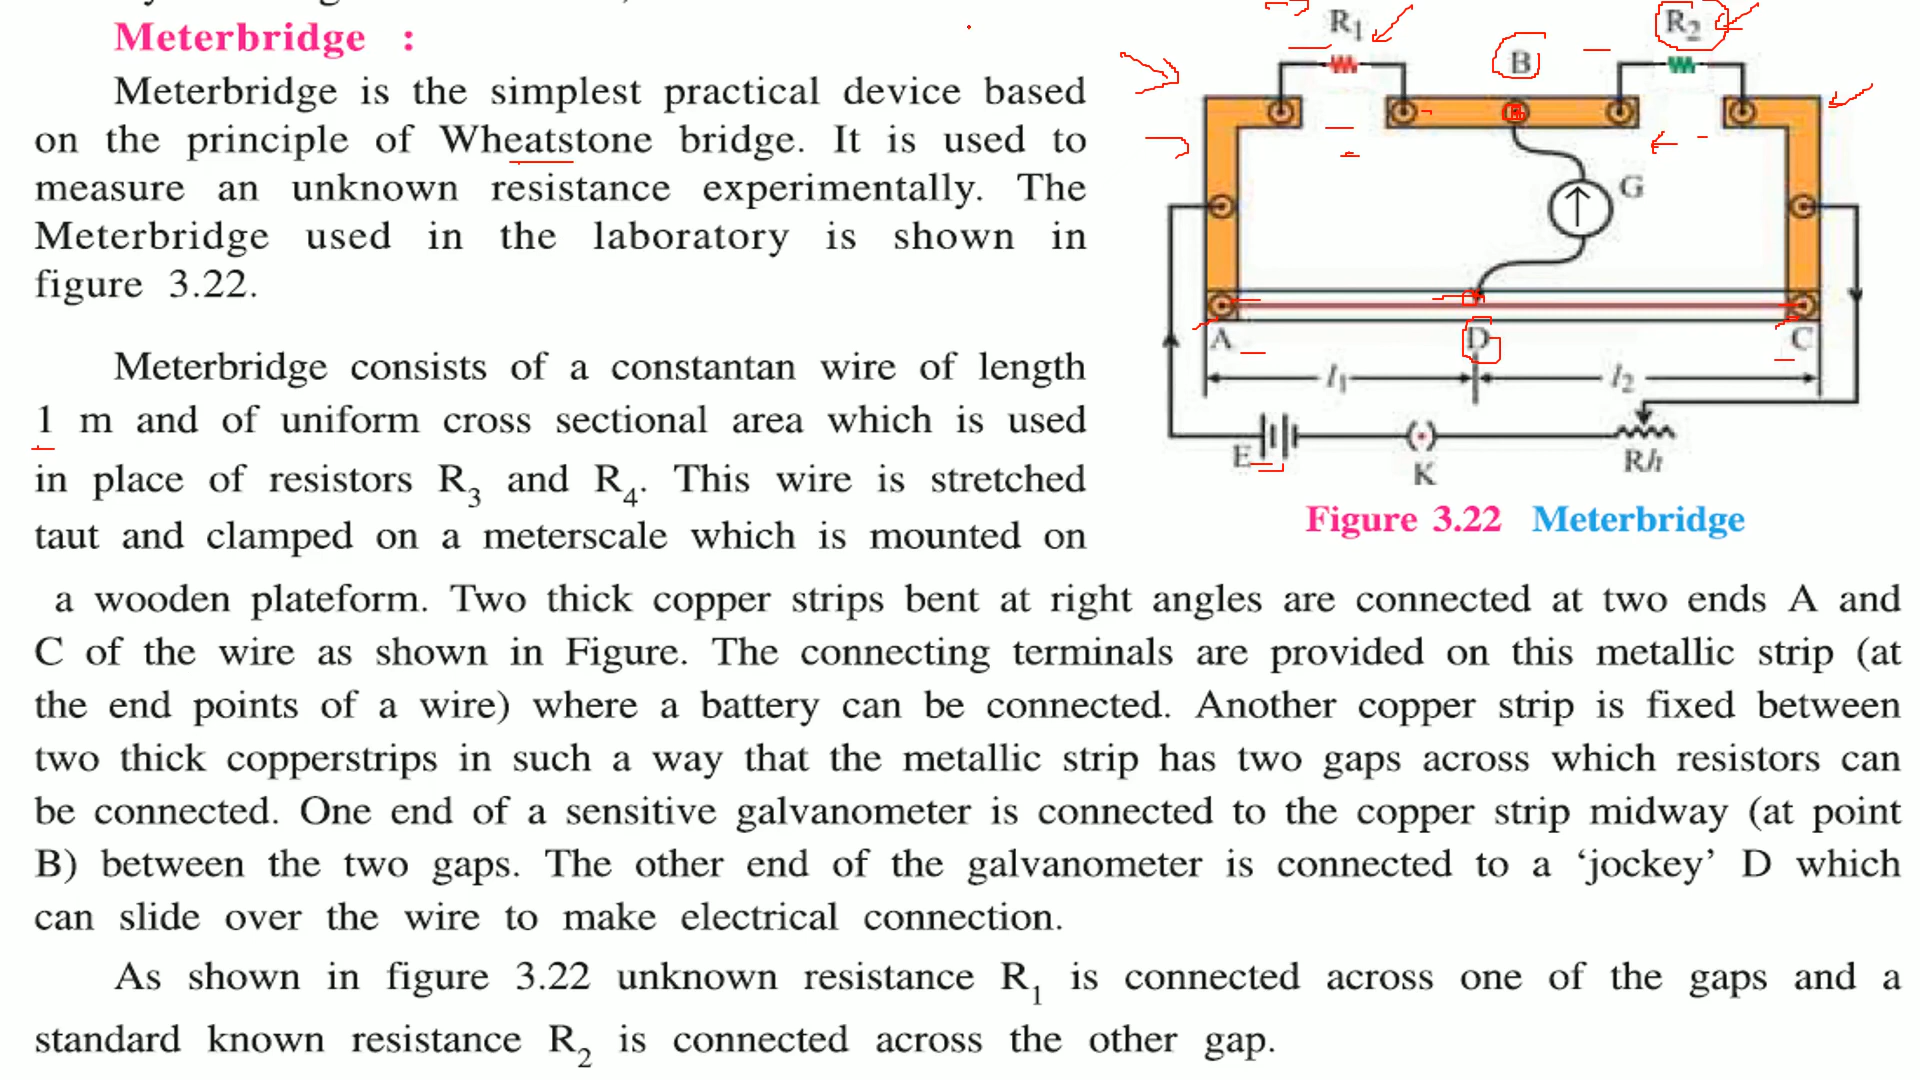 Meterbridge :
Meterbridge is the simplest practical device based
on the principle of Wheatstone bridge. It is used to
measure an unknown resistance experimentally. The
Meterbridge used in the laboratory is shown in
figure 3.22.
Meterbridge consists of a constantan wire of length
1 m and of uniform cross sectional area which is used
in place of resistors R₃ and R₄. This wire is stretched
taut and clamped on a meterscale which is mounted on
R₁
R₂
B
G
A
D
C
l₁
l₂
E
K
Rh
Figure 3.22 Meterbridge
a wooden plateform. Two thick copper strips bent at right angles are connected at two ends A and
C of the wire as shown in Figure. The connecting terminals are provided on this metallic strip (at
the end points of a wire) where a battery can be connected. Another copper strip is fixed between
two thick copperstrips in such a way that the metallic strip has two gaps across which resistors can
be connected. One end of a sensitive galvanometer is connected to the copper strip midway (at point
B) between the two gaps. The other end of the galvanometer is connected to a ‘jockey’ D which
can slide over the wire to make electrical connection.
As shown in figure 3.22 unknown resistance R₁ is connected across one of the gaps and a
standard known resistance R₂ is connected across the other gap.